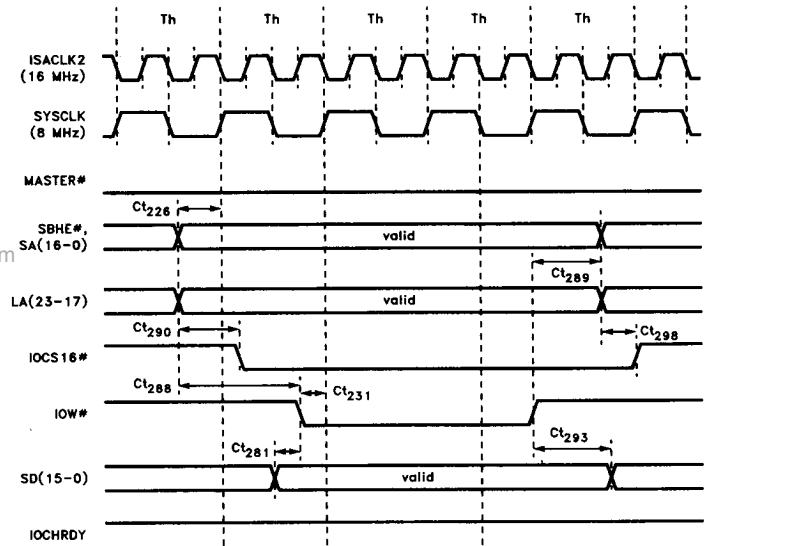 Th Th Th Th Th
ISACLK2
(16 MHz)
SYSCLK
(8 MHz)
MASTER#
Ct226
SBHE#,
SA(16-0)
valid
m
Ct289
LA(23-17)
valid
Ct290
Ct298
IOCS16#
Ct288
Ct231
IOW#
Ct293
Ct281
SD(15-0)
valid
IOCHRDY